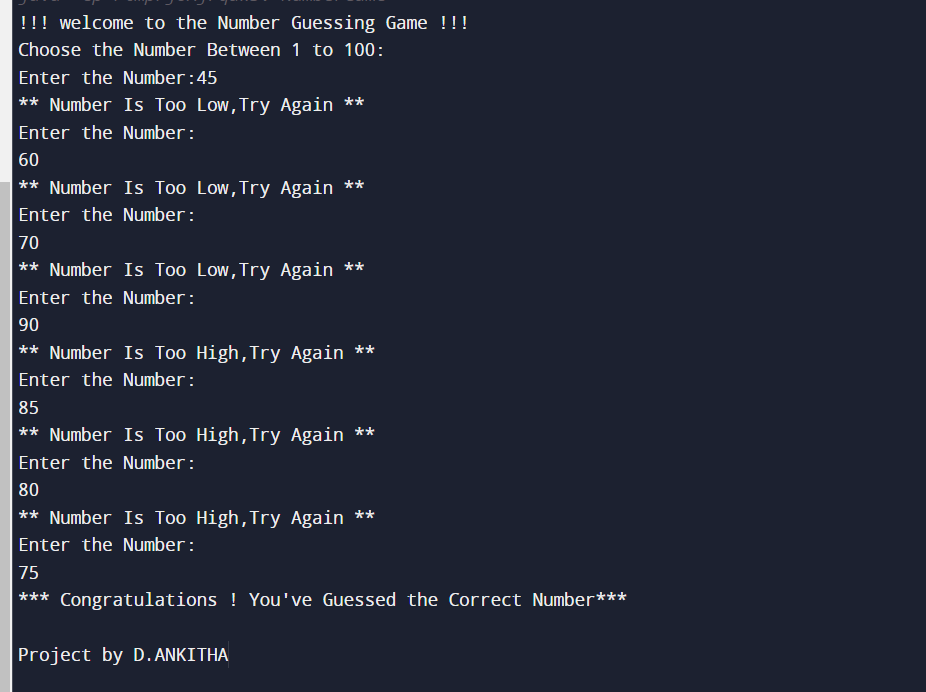 !!! welcome to the Number Guessing Game !!!
Choose the Number Between 1 to 100:
Enter the Number:45
** Number Is Too Low,Try Again **
Enter the Number:
60
** Number Is Too Low,Try Again **
Enter the Number:
70
** Number Is Too Low,Try Again **
Enter the Number:
90
** Number Is Too High,Try Again **
Enter the Number:
85
** Number Is Too High,Try Again **
Enter the Number:
80
** Number Is Too High,Try Again **
Enter the Number:
75
*** Congratulations ! You've Guessed the Correct Number***
Project by D.ANKITHA